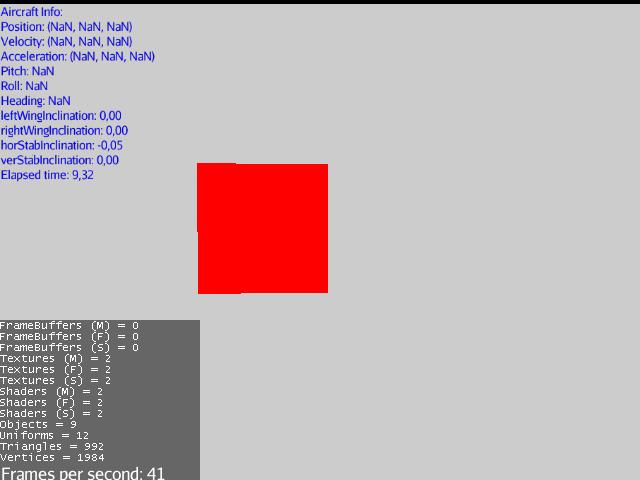 Aircraft Info:
Position: (NaN, NaN, NaN)
Velocity: (NaN, NaN, NaN)
Acceleration: (NaN, NaN, NaN)
Pitch: NaN
Roll: NaN
Heading: NaN
leftWingInclination: 0,00
rightWingInclination: 0,00
horStabInclination: -0,05
verStabInclination: 0,00
Elapsed time: 9,32
FrameBuffers (M) = 0
FrameBuffers (F) = 0
FrameBuffers (S) = 0
Textures (M) = 2
Textures (F) = 2
Textures (S) = 2
Shaders (M) = 2
Shaders (F) = 2
Shaders (S) = 2
Objects = 9
Uniforms = 12
Triangles = 992
Vertices = 1984
Frames per second: 41